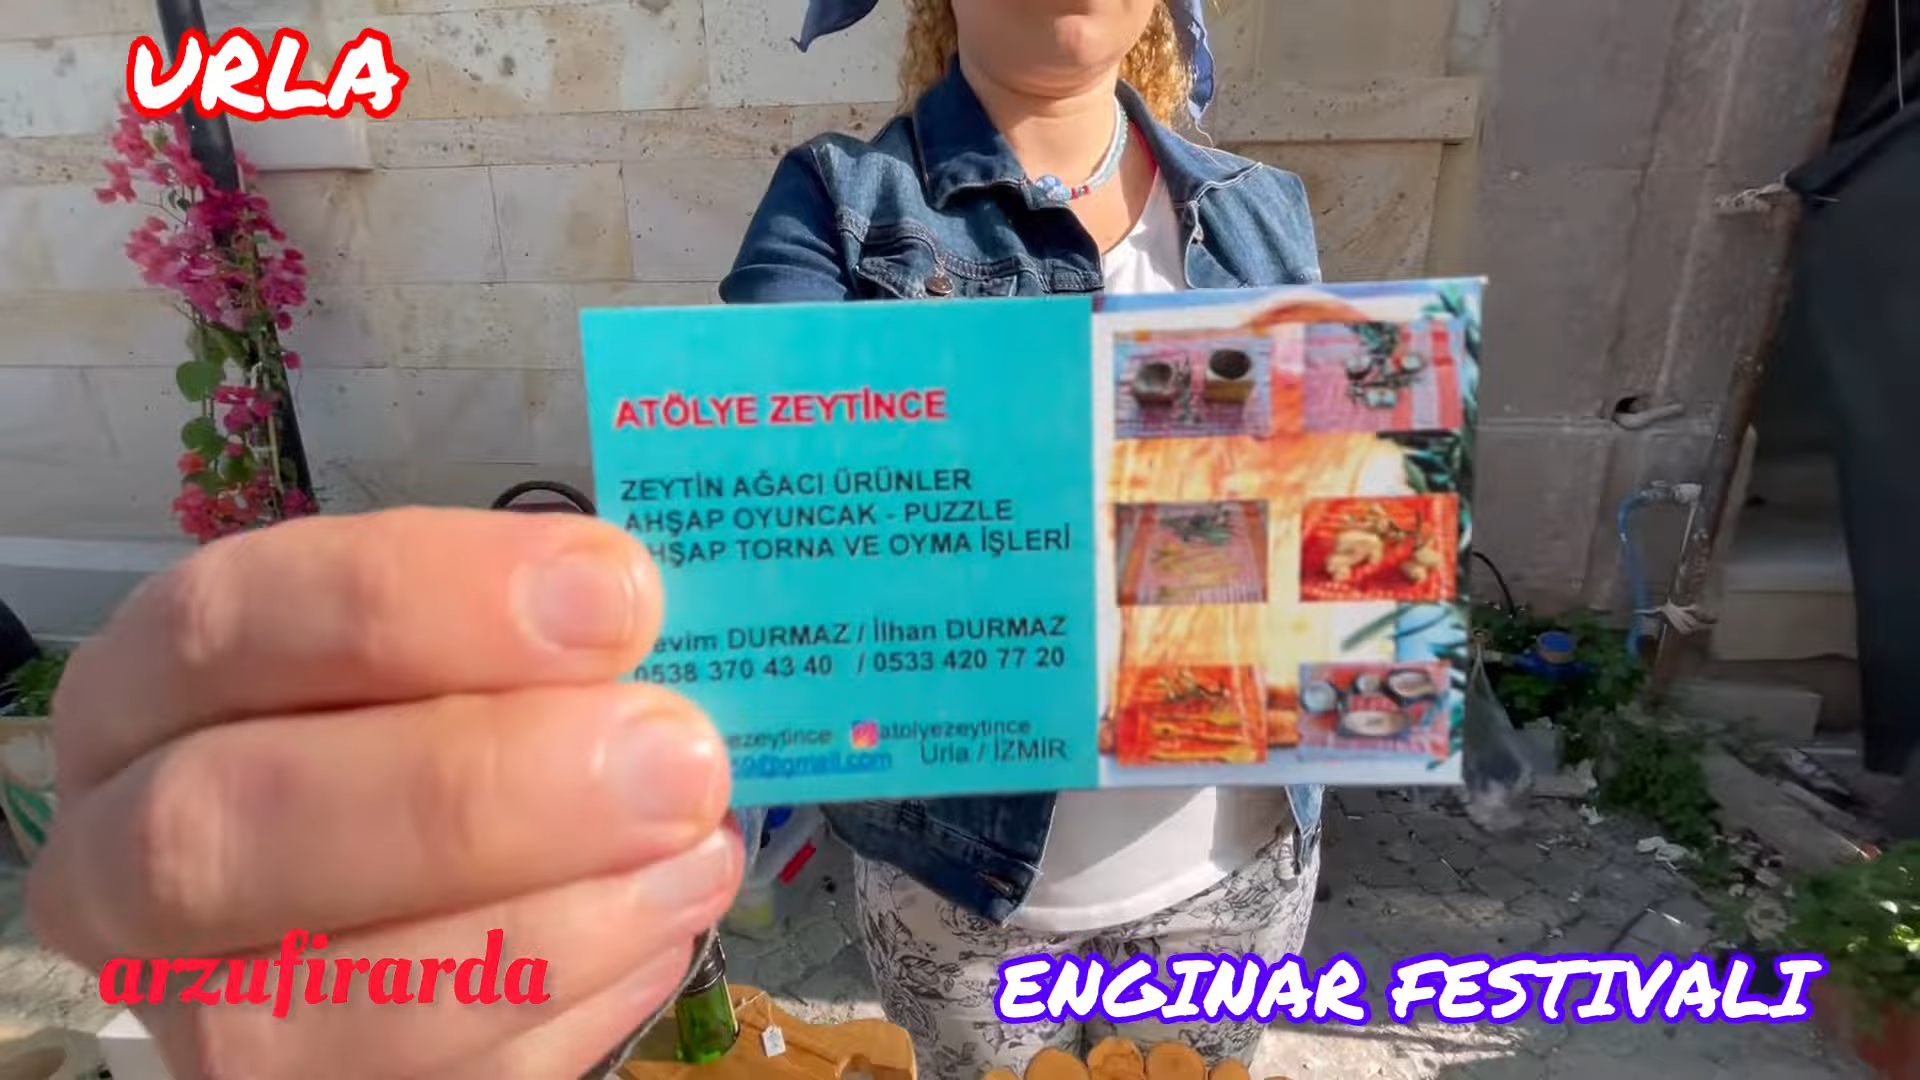 URLA
ATÖLYE ZEYTİNCE
ZEYTİN AĞACI ÜRÜNLER
AHŞAP OYUNCAK - PUZZLE
HŞAP TORNA VE OYMA İŞLERİ
evim DURMAZ / İlhan DURMAZ
0538 370 43 40 / 0533 420 77 20
ezeytince atolyezeytince
@gmail.com Urla / İZMİR
arzufirarda
ENGINAR FESTIVALI